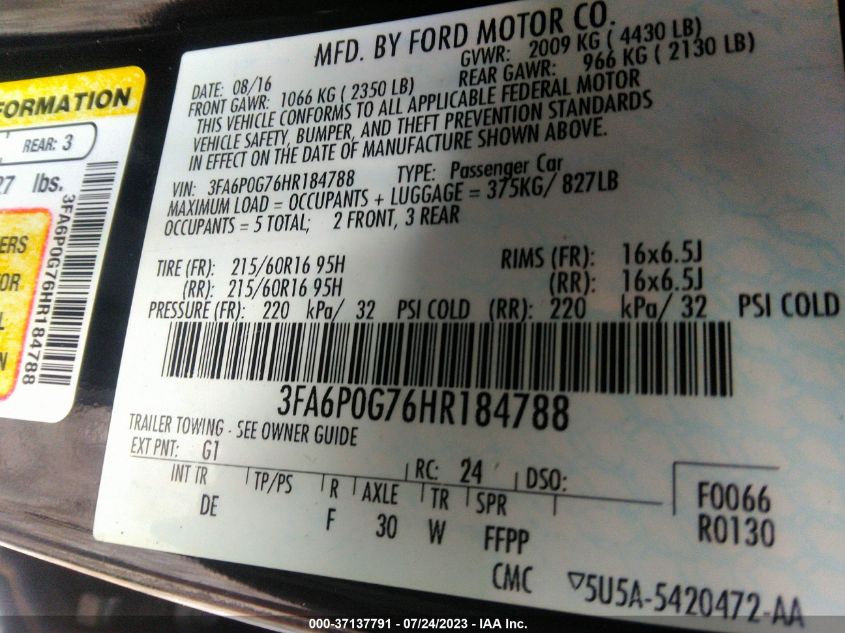 MFD. BY FORD MOTOR CO.
DATE: 08/16 GVWR: 2009 KG ( 4430 LB)
FRONT GAWR: 1066 KG ( 2350 LB) REAR GAWR: 966 KG ( 2130 LB)
THIS VEHICLE CONFORMS TO ALL APPLICABLE FEDERAL MOTOR
VEHICLE SAFETY, BUMPER, AND THEFT PREVENTION STANDARDS
IN EFFECT ON THE DATE OF MANUFACTURE SHOWN ABOVE.
VIN: 3FA6P0G76HR184788 TYPE: Passenger Car
MAXIMUM LOAD = OCCUPANTS + LUGGAGE = 375KG/ 827LB
OCCUPANTS = 5 TOTAL; 2 FRONT, 3 REAR
TIRE (FR): 215/60R16 95H RIMS (FR): 16x6.5J
(RR): 215/60R16 95H (RR): 16x6.5J
PRESSURE (FR): 220 kPa/ 32 PSI COLD (RR): 220 kPa/ 32 PSI COLD
3FA6P0G76HR184788
TRAILER TOWING - SEE OWNER GUIDE
EXT PNT: G1 RC: 24 DSO:
INT TR TP/PS R AXLE TR SPR
DE F 30 W FFPP
F0066
R0130
CMC ▽5U5A-5420472-AA
FORMATION
REAR: 3
27 lbs.
3FA6P0G76HR184788
000-37137791 - 07/24/2023 - IAA Inc.